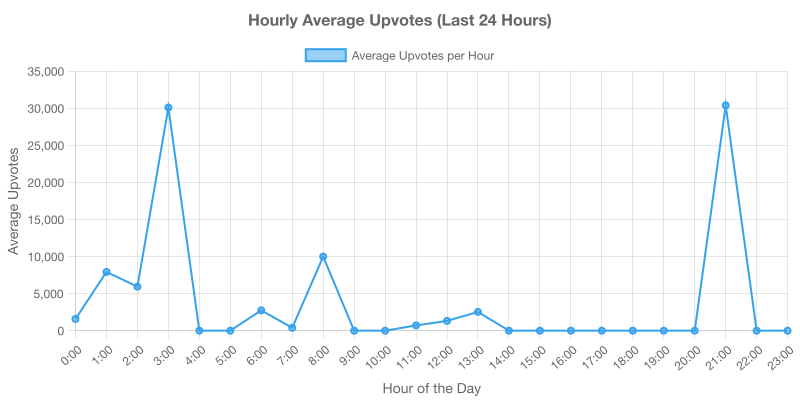 Hourly Average Upvotes (Last 24 Hours)
Average Upvotes per Hour
Average Upvotes
35,000
30,000
25,000
20,000
15,000
10,000
5,000
0
0:00 1:00 2:00 3:00 4:00 5:00 6:00 7:00 8:00 9:00 10:00 11:00 12:00 13:00 14:00 15:00 16:00 17:00 18:00 19:00 20:00 21:00 22:00 23:00
Hour of the Day